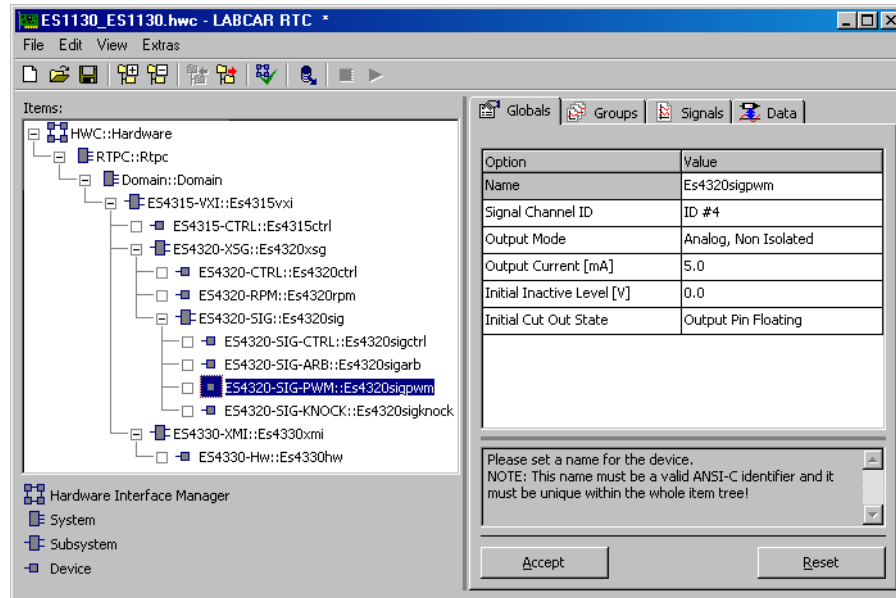 ES1130_ES1130.hwc - LABCAR RTC *
File Edit View Extras
Items:
HWC::Hardware
RTPC::Rtpc
Domain::Domain
ES4315-VXI::Es4315vxi
ES4315-CTRL::Es4315ctrl
ES4320-XSG::Es4320xsg
ES4320-CTRL::Es4320ctrl
ES4320-RPM::Es4320rpm
ES4320-SIG::Es4320sig
ES4320-SIG-CTRL::Es4320sigctrl
ES4320-SIG-ARB::Es4320sigarb
ES4320-SIG-PWM::Es4320sigpwm
ES4320-SIG-KNOCK::Es4320sigknock
ES4330-XMI::Es4330xmi
ES4330-Hw::Es4330hw
Hardware Interface Manager
System
Subsystem
Device
Globals Groups Signals Data
Option Value
Name Es4320sigpwm
Signal Channel ID ID #4
Output Mode Analog, Non Isolated
Output Current [mA] 5.0
Initial Inactive Level [V] 0.0
Initial Cut Out State Output Pin Floating
Please set a name for the device.
NOTE: This name must be a valid ANSI-C identifier and it
must be unique within the whole item tree!
Accept Reset